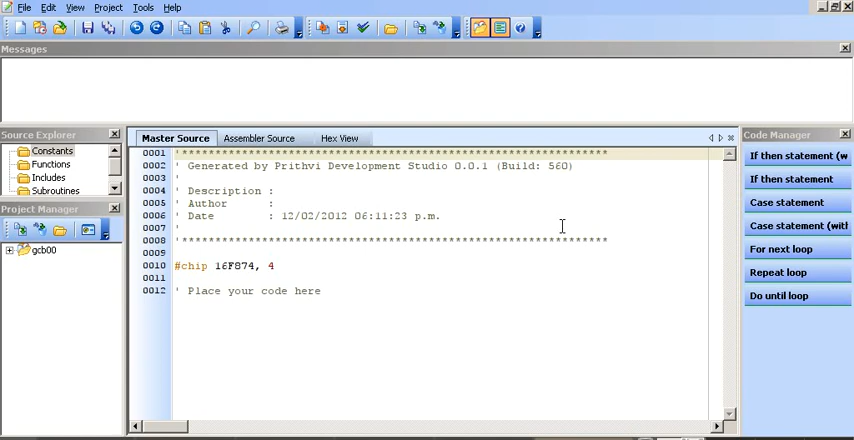 File Edit View Project Tools Help
Messages
Source Explorer
Constants
Functions
Includes
Subroutines
Project Manager
gcb00
Master Source Assembler Source Hex View
0001 '****************************************************************
0002 ' Generated by Prithvi Development Studio 0.0.1 (Build: 560)
0003 '
0004 ' Description :
0005 ' Author :
0006 ' Date : 12/02/2012 06:11:23 p.m.
0007 '
0008 '****************************************************************
0009
0010 #chip 16F874, 4
0011
0012 ' Place your code here
Code Manager
If then statement (w
If then statement
Case statement
Case statement (witl
For next loop
Repeat loop
Do until loop